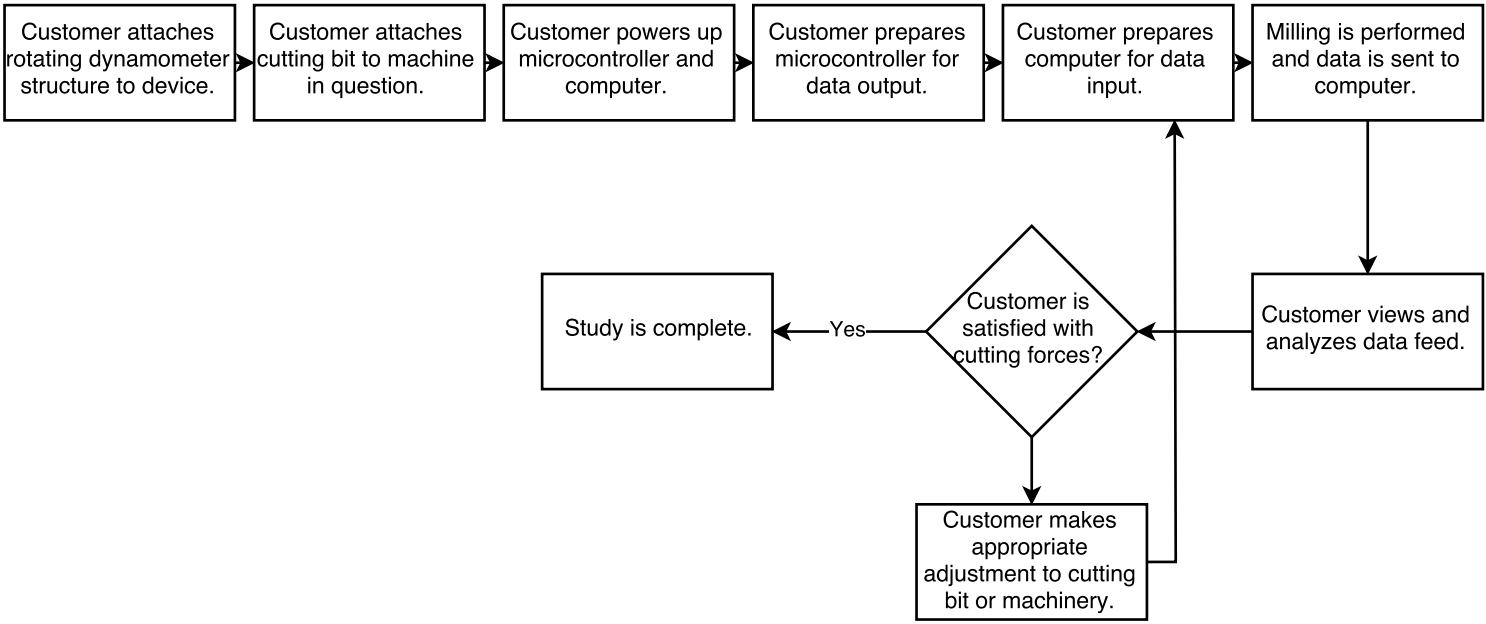 Customer attaches
rotating dynamometer
structure to device.
Customer attaches
cutting bit to machine
in question.
Customer powers up
microcontroller and
computer.
Customer prepares
microcontroller for
data output.
Customer prepares
computer for data
input.
Milling is performed
and data is sent to
computer.
Customer views and
analyzes data feed.
Customer is
satisfied with
cutting forces?
Yes
Study is complete.
Customer makes
appropriate
adjustment to cutting
bit or machinery.